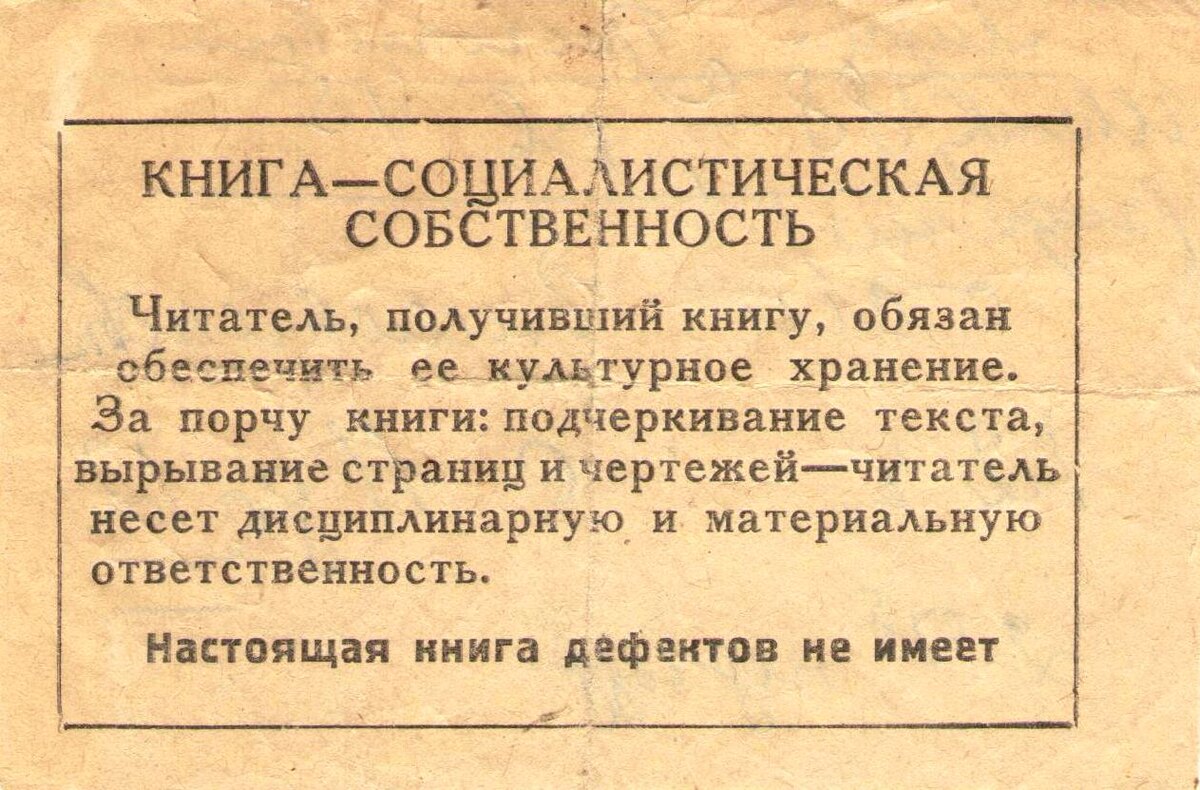 КНИГА—СОЦИАЛИСТИЧЕСКАЯ
СОБСТВЕННОСТЬ
Читатель, получивший книгу, обязан
обеспечить ее культурное хранение.
За порчу книги: подчеркивание текста,
вырывание страниц и чертежей—читатель
несет дисциплинарную и материальную
ответственность.
Настоящая книга дефектов не имеет